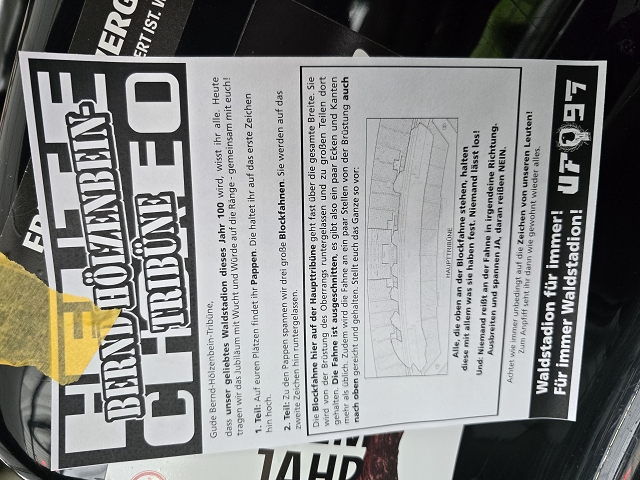 HEUTE
CHOREO
BERND-HÖLZENBEIN-
TRIBÜNE
Gude Bernd-Hölzenbein-Tribüne,
dass unser geliebtes Waldstadion dieses Jahr 100 wird, wisst ihr alle. Heute
tragen wir das Jubiläum mit Wucht und Würde auf die Ränge - gemeinsam mit euch!
1. Teil: Auf euren Plätzen findet ihr Pappen. Die haltet ihr auf das erste Zeichen
hin hoch.
2. Teil: Zu den Pappen spannen wir drei große Blockfahnen. Sie werden auf das
zweite Zeichen hin runtergelassen.
Die Blockfahne hier auf der Haupttribüne geht fast über die gesamte Breite. Sie
wird von der Brüstung des Oberrangs runtergelassen und zu großen Teilen dort
gehalten. Die Fahne ist ausgeschnitten, es gibt also ein paar Ecken und Kanten
mehr als üblich. Zudem wird die Fahne an ein paar Stellen von der Brüstung auch
nach oben gereicht und gehalten. Stellt euch das Ganze so vor:
HAUPTTRIBÜNE
Alle, die oben an der Blockfahne stehen, halten
diese mit allem was sie haben fest. Niemand lässt los!
Und: Niemand reißt an der Fahne in irgendeine Richtung.
Ausbreiten und spannen JA, daran reißen NEIN.
Achtet wie immer unbedingt auf die Zeichen von unseren Leuten!
Zum Anpfiff seht ihr dann wie gewohnt wieder alles.
Waldstadion für immer!
Für immer Waldstadion!
UF 97
ERT IST.
JAHR